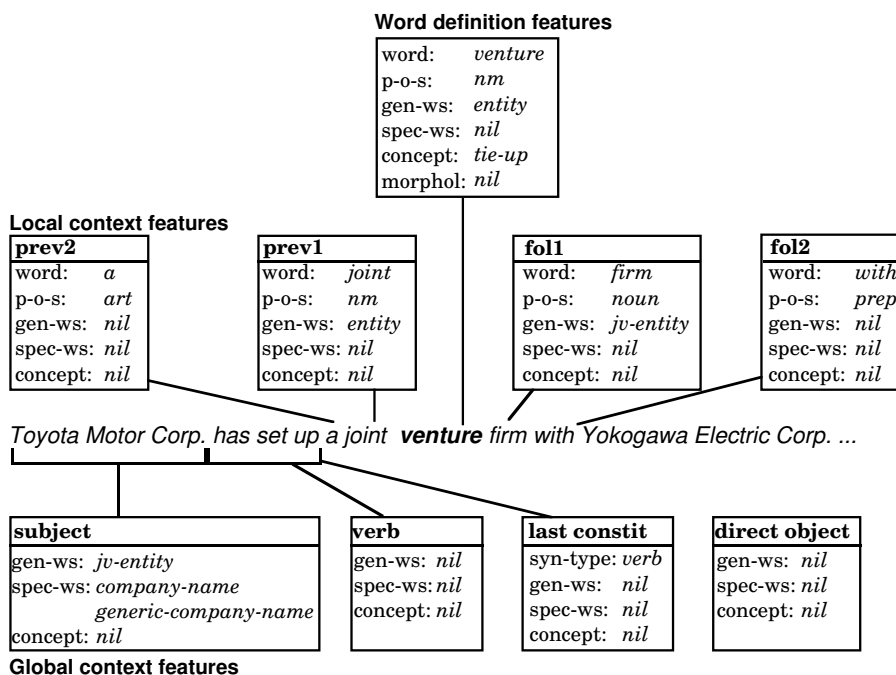 Word definition features
word: venture
p-o-s: nm
gen-ws: entity
spec-ws: nil
concept: tie-up
morphol: nil
Local context features
prev2
word: a
p-o-s: art
gen-ws: nil
spec-ws: nil
concept: nil
prev1
word: joint
p-o-s: nm
gen-ws: entity
spec-ws: nil
concept: nil
fol1
word: firm
p-o-s: noun
gen-ws: jv-entity
spec-ws: nil
concept: nil
fol2
word: with
p-o-s: prep
gen-ws: nil
spec-ws: nil
concept: nil
Toyota Motor Corp. has set up a joint venture firm with Yokogawa Electric Corp. ...
subject
gen-ws: jv-entity
spec-ws: company-name
generic-company-name
concept: nil
verb
gen-ws: nil
spec-ws: nil
concept: nil
last constit
syn-type: verb
gen-ws: nil
spec-ws: nil
concept: nil
direct object
gen-ws: nil
spec-ws: nil
concept: nil
Global context features